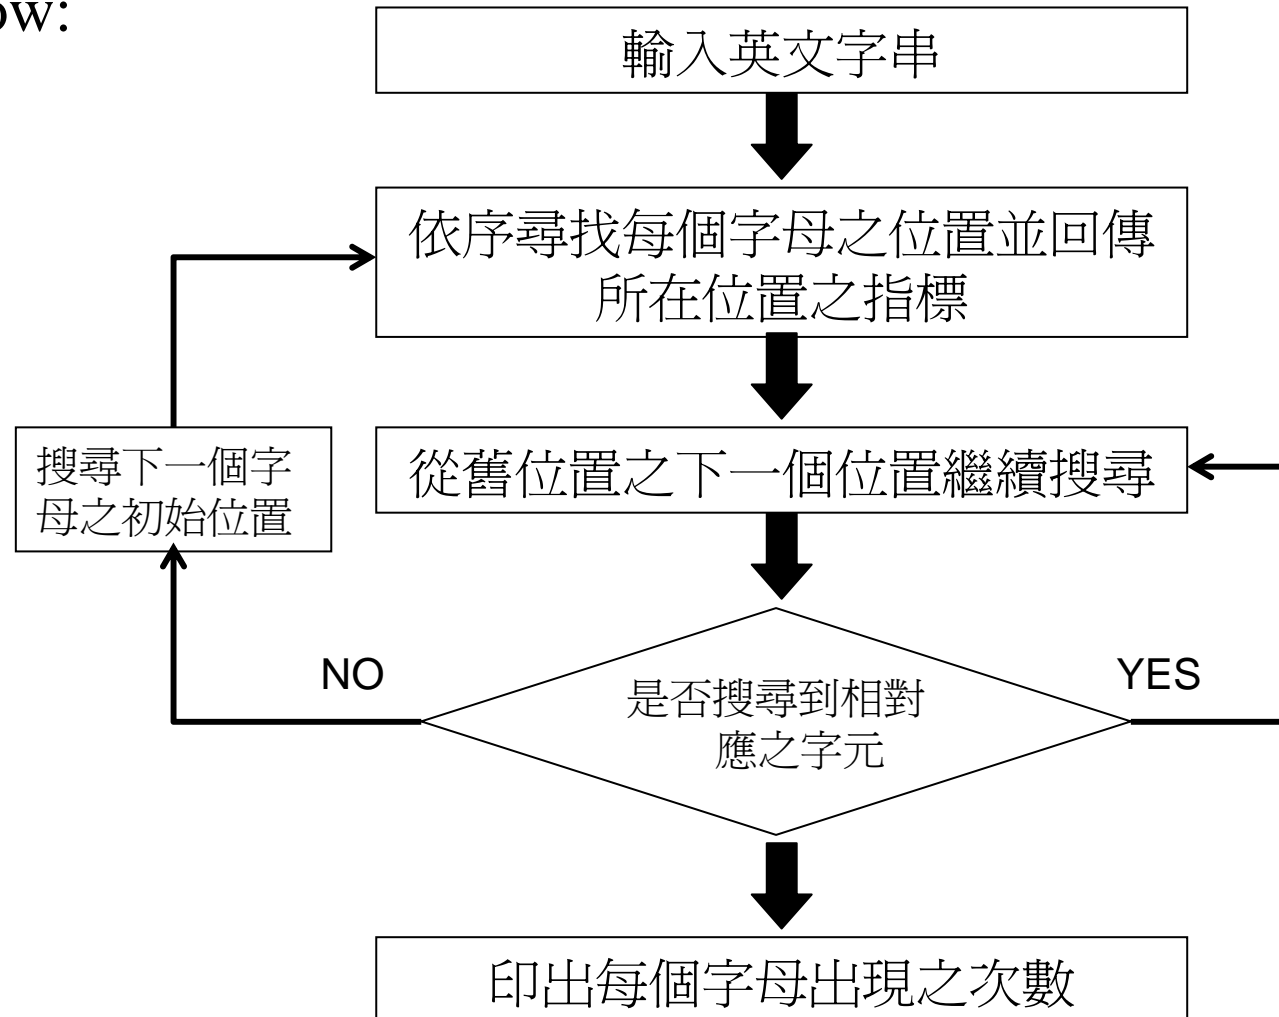 ow:
輸入英文字串
依序尋找每個字母之位置並回傳
所在位置之指標
搜尋下一個字
母之初始位置
從舊位置之下一個位置繼續搜尋
NO
YES
是否搜尋到相對
應之字元
印出每個字母出現之次數